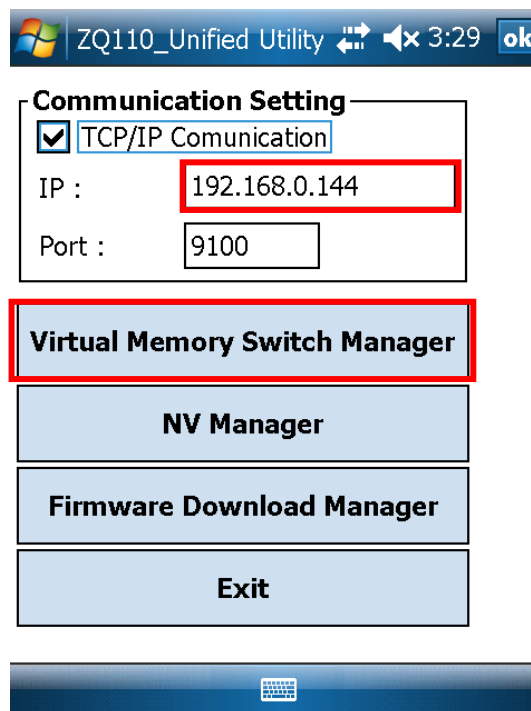 ZQ110_Unified Utility 3:29 ok
Communication Setting
TCP/IP Comunication
IP : 192.168.0.144
Port : 9100
Virtual Memory Switch Manager
NV Manager
Firmware Download Manager
Exit